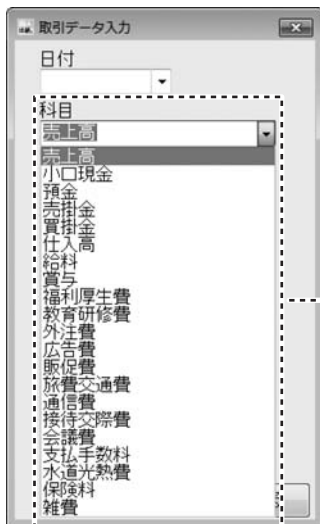 取引データ入力
日付
科目
売上高
売上高
小口現金
預金
売掛金
買掛金
仕入高
給料
賞与
福利厚生費
教育研修費
外注費
広告費
販促費
旅費交通費
通信費
接待交際費
会議費
支払手数料
水道光熱費
保険料
雑費